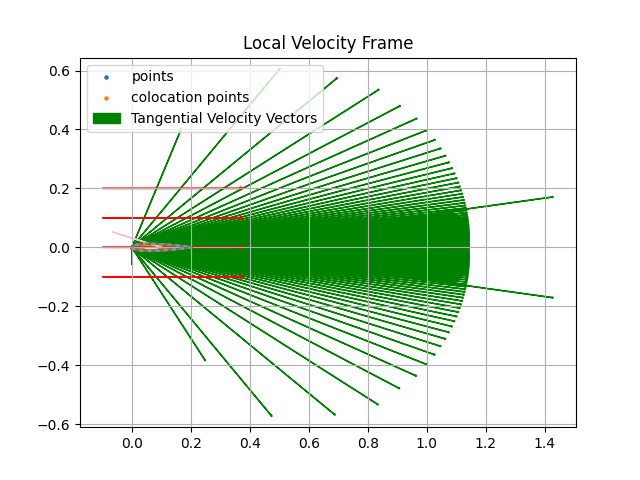 Local Velocity Frame
points
colocation points
Tangential Velocity Vectors
0.6
0.4
0.2
0.0
−0.2
−0.4
−0.6
0.0 0.2 0.4 0.6 0.8 1.0 1.2 1.4